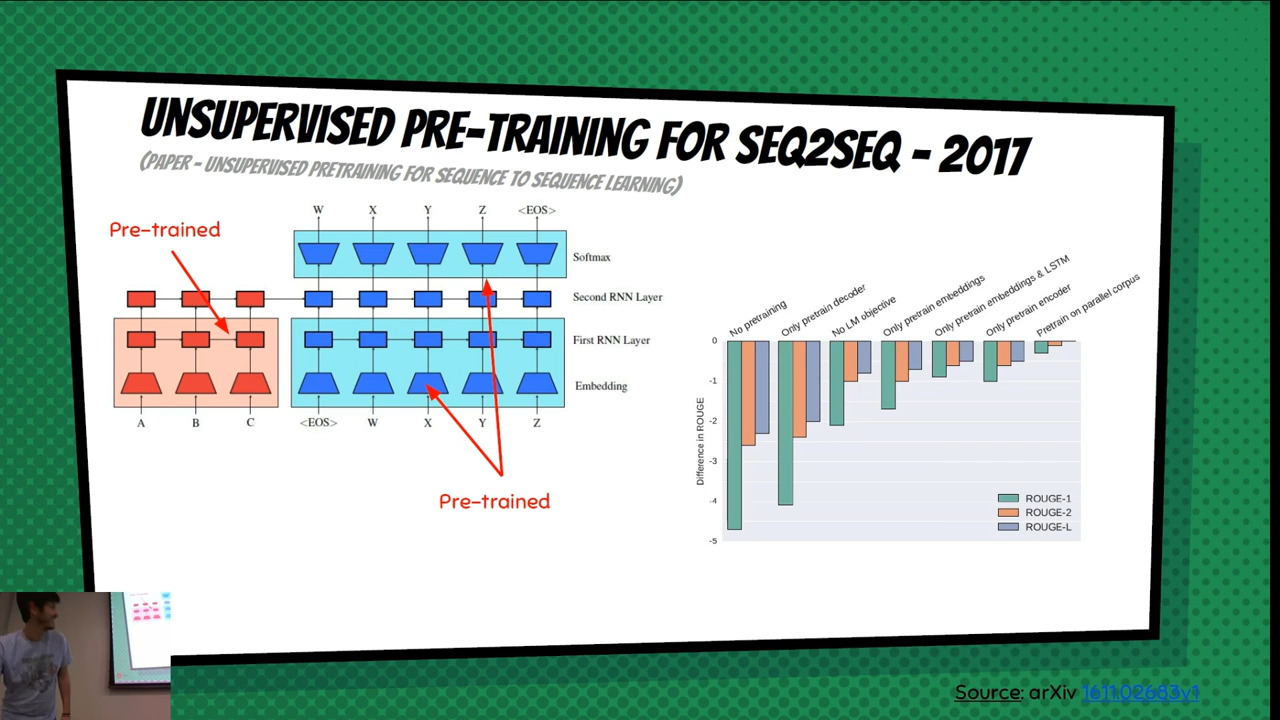 UNSUPERVISED PRE-TRAINING FOR SEQ2SEQ - 2017
(PAPER - UNSUPERVISED PRETRAINING FOR SEQUENCE TO SEQUENCE LEARNING)
Pre-trained
W X Y Z <EOS>
Softmax
Second RNN Layer
First RNN Layer
Embedding
A B C <EOS> W X Y Z
Pre-trained
No pretraining
Only pretrain decoder
No LM objective
Only pretrain embeddings
Only pretrain embeddings & LSTM
Only pretrain encoder
Pretrain on parallel corpus
Difference in ROUGE
0
-1
-2
-3
-4
-5
ROUGE-1
ROUGE-2
ROUGE-L
Source: arXiv 1611.02683v1